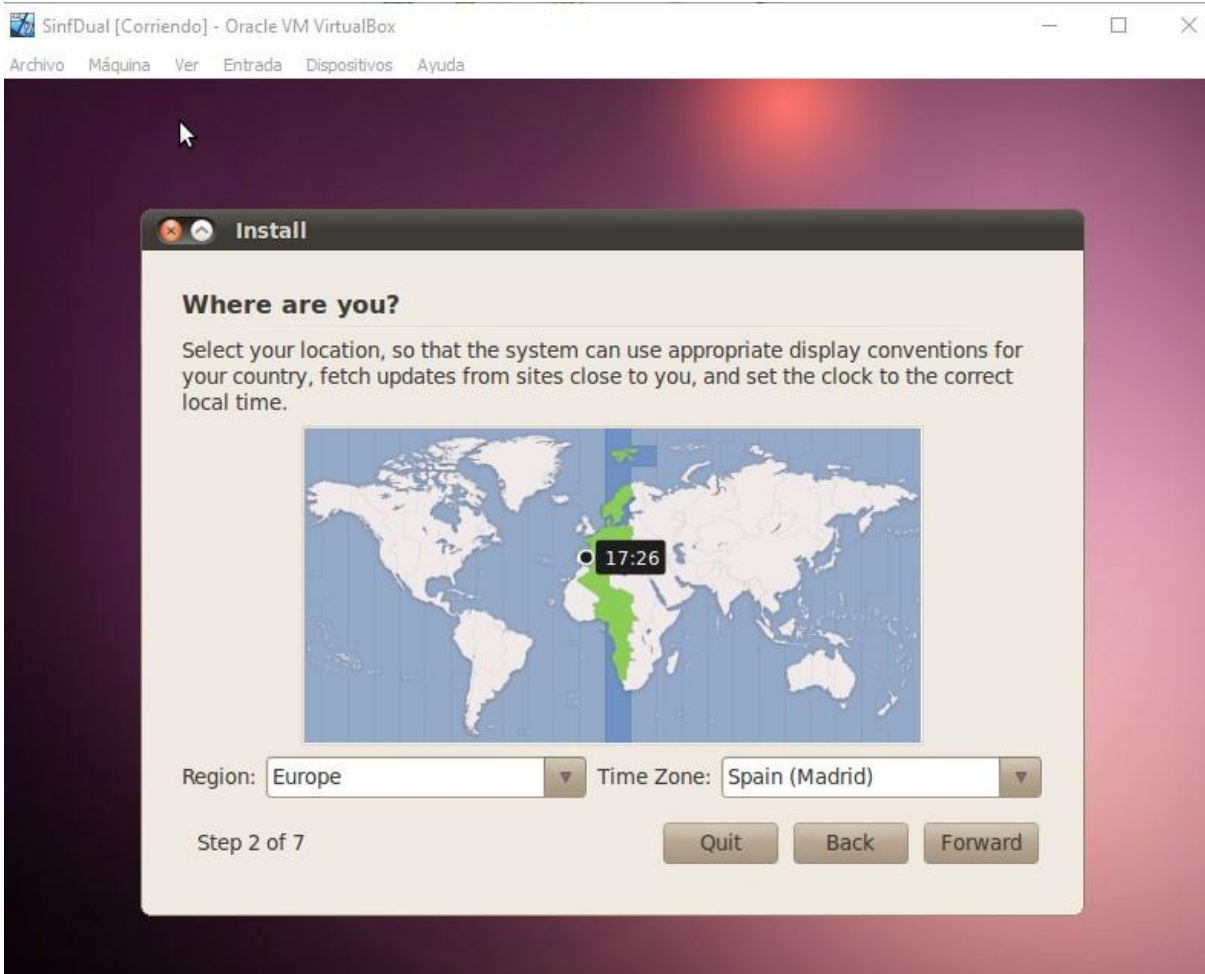 SinfDual [Corriendo] - Oracle VM VirtualBox
Archivo Máquina Ver Entrada Dispositivos Ayuda
Install
Where are you?
Select your location, so that the system can use appropriate display conventions for
your country, fetch updates from sites close to you, and set the clock to the correct
local time.
17:26
Region: Europe Time Zone: Spain (Madrid)
Step 2 of 7 Quit Back Forward